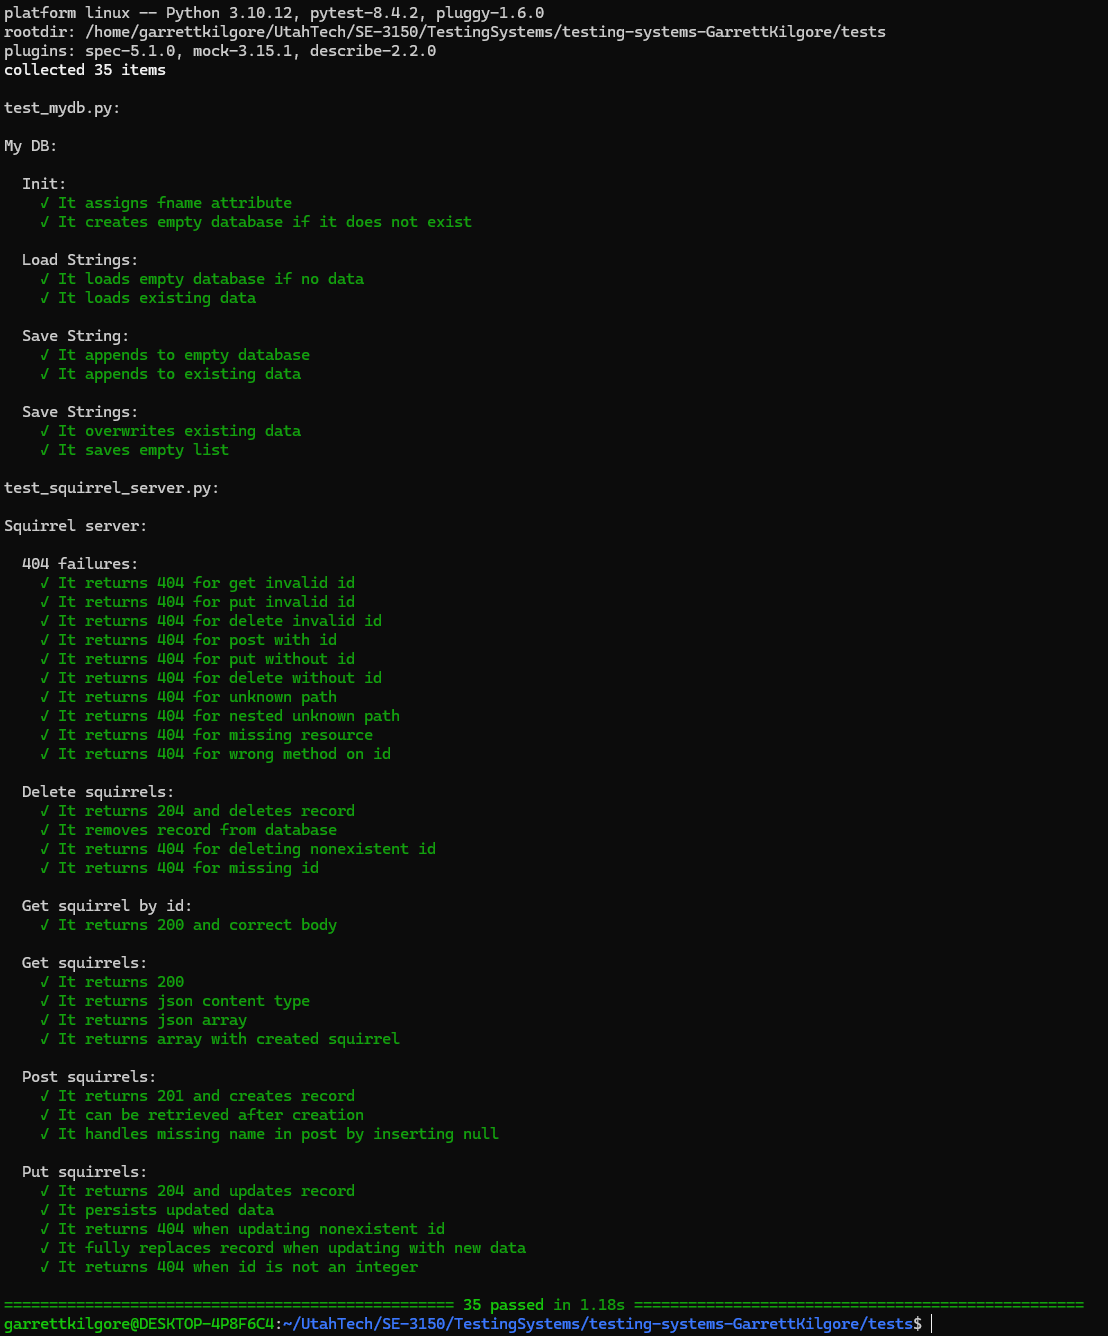 platform linux -- Python 3.10.12, pytest-8.4.2, pluggy-1.6.0
rootdir: /home/garrettkilgore/UtahTech/SE-3150/TestingSystems/testing-systems-GarrettKilgore/tests
plugins: spec-5.1.0, mock-3.15.1, describe-2.2.0
collected 35 items

test_mydb.py:

My DB:

  Init:
    ✓ It assigns fname attribute
    ✓ It creates empty database if it does not exist

  Load Strings:
    ✓ It loads empty database if no data
    ✓ It loads existing data

  Save String:
    ✓ It appends to empty database
    ✓ It appends to existing data

  Save Strings:
    ✓ It overwrites existing data
    ✓ It saves empty list

test_squirrel_server.py:

Squirrel server:

  404 failures:
    ✓ It returns 404 for get invalid id
    ✓ It returns 404 for put invalid id
    ✓ It returns 404 for delete invalid id
    ✓ It returns 404 for post with id
    ✓ It returns 404 for put without id
    ✓ It returns 404 for delete without id
    ✓ It returns 404 for unknown path
    ✓ It returns 404 for nested unknown path
    ✓ It returns 404 for missing resource
    ✓ It returns 404 for wrong method on id

  Delete squirrels:
    ✓ It returns 204 and deletes record
    ✓ It removes record from database
    ✓ It returns 404 for deleting nonexistent id
    ✓ It returns 404 for missing id

  Get squirrel by id:
    ✓ It returns 200 and correct body

  Get squirrels:
    ✓ It returns 200
    ✓ It returns json content type
    ✓ It returns json array
    ✓ It returns array with created squirrel

  Post squirrels:
    ✓ It returns 201 and creates record
    ✓ It can be retrieved after creation
    ✓ It handles missing name in post by inserting null

  Put squirrels:
    ✓ It returns 204 and updates record
    ✓ It persists updated data
    ✓ It returns 404 when updating nonexistent id
    ✓ It fully replaces record when updating with new data
    ✓ It returns 404 when id is not an integer

================================================== 35 passed in 1.18s ==================================================
garrettkilgore@DESKTOP-4P8F6C4:~/UtahTech/SE-3150/TestingSystems/testing-systems-GarrettKilgore/tests$